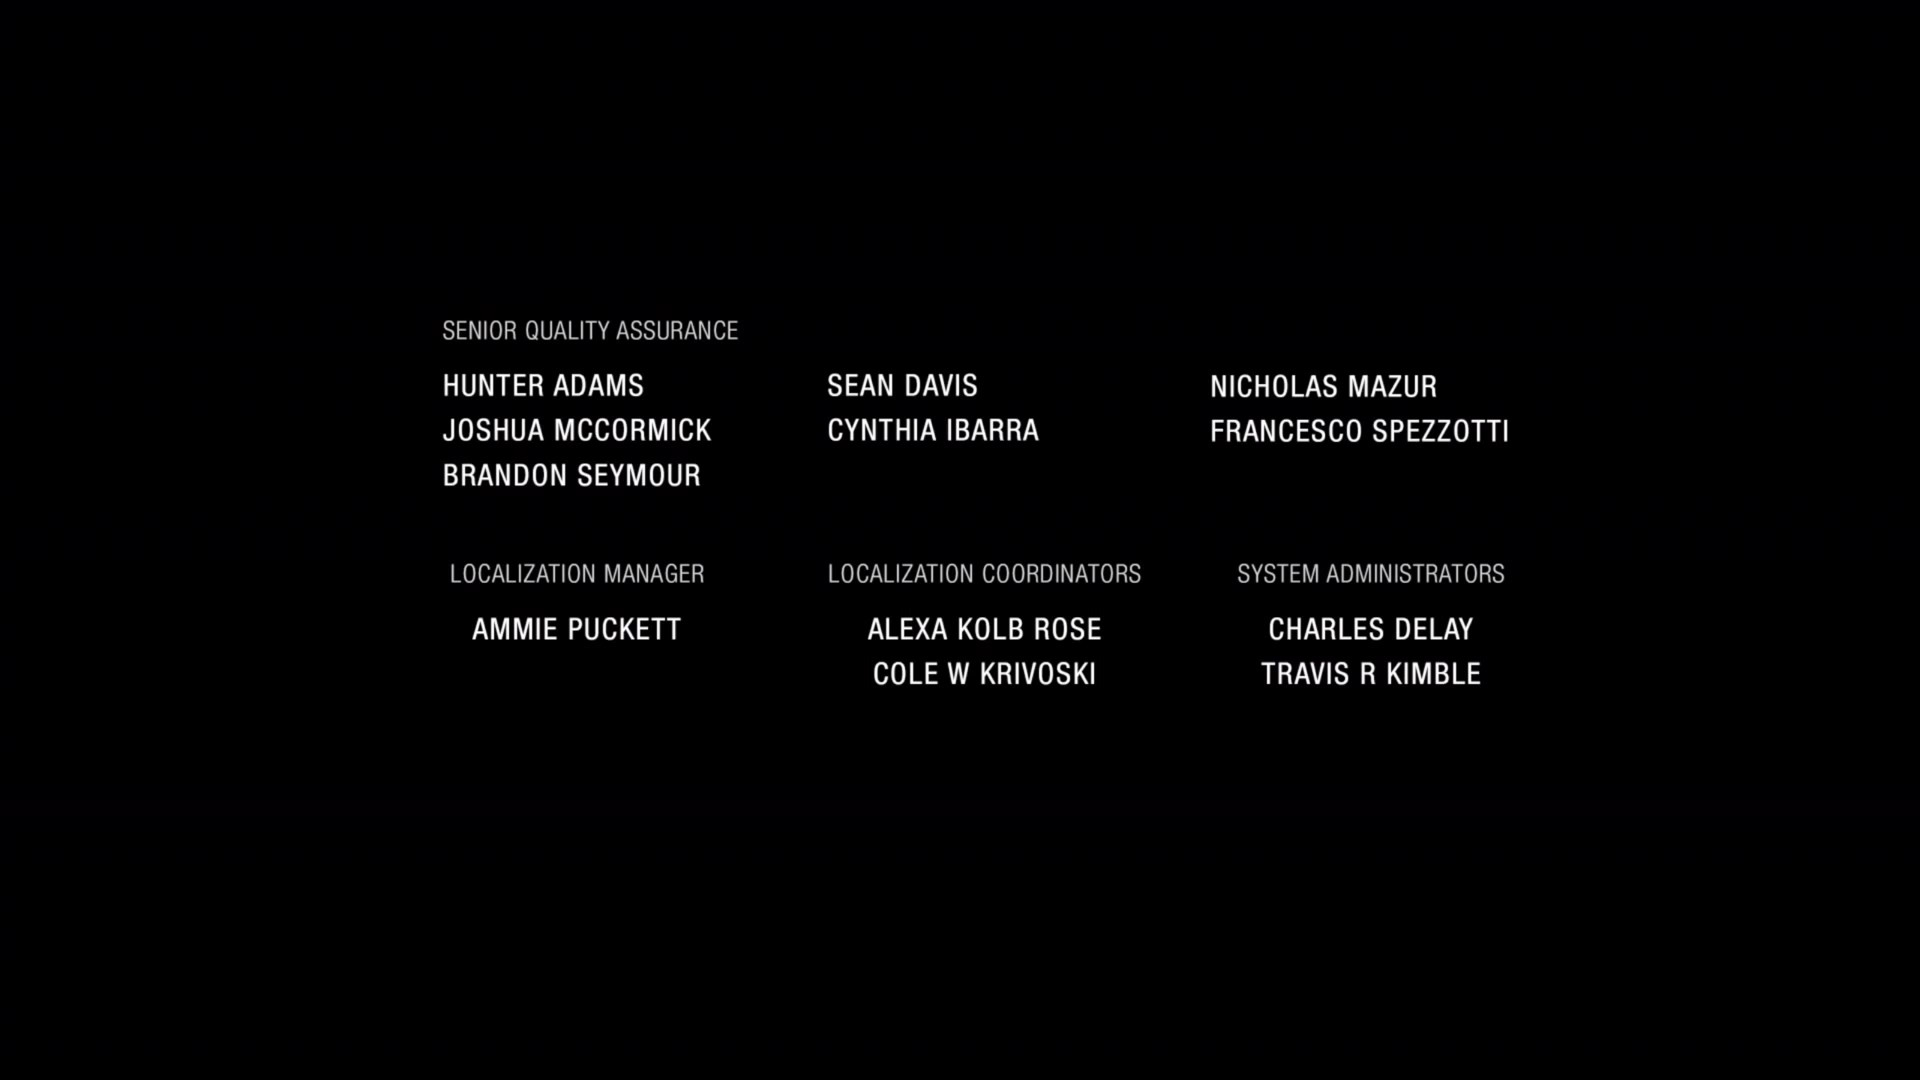 SENIOR QUALITY ASSURANCE
HUNTER ADAMS SEAN DAVIS NICHOLAS MAZUR
JOSHUA MCCORMICK CYNTHIA IBARRA FRANCESCO SPEZZOTTI
BRANDON SEYMOUR
LOCALIZATION MANAGER LOCALIZATION COORDINATORS SYSTEM ADMINISTRATORS
AMMIE PUCKETT ALEXA KOLB ROSE CHARLES DELAY
COLE W KRIVOSKI TRAVIS R KIMBLE